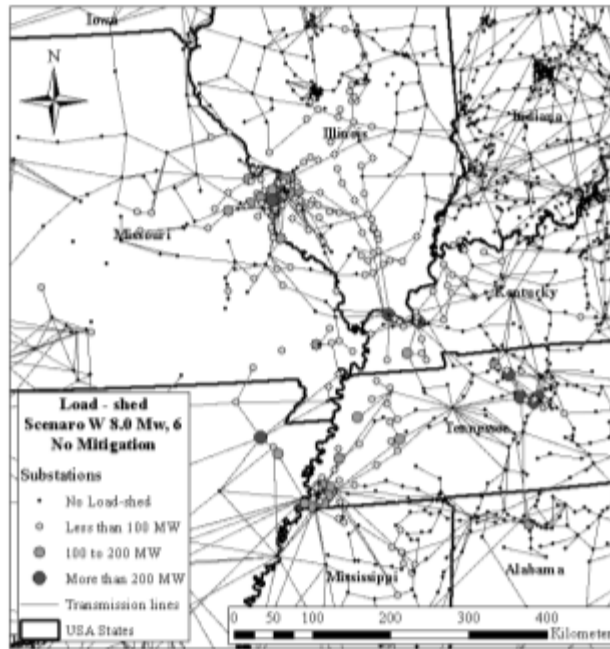 Iowa
N
Illinois
Indiana
Missouri
Kentucky
Tennessee
Mississippi
Alabama
Load - shed
Scenaro W 8.0 Mw, 6
No Mitigation
Substations
No Load-shed
Less than 100 MW
100 to 200 MW
More than 200 MW
Transmission lines
USA States
0 50 100 200 300 400
Kilometer